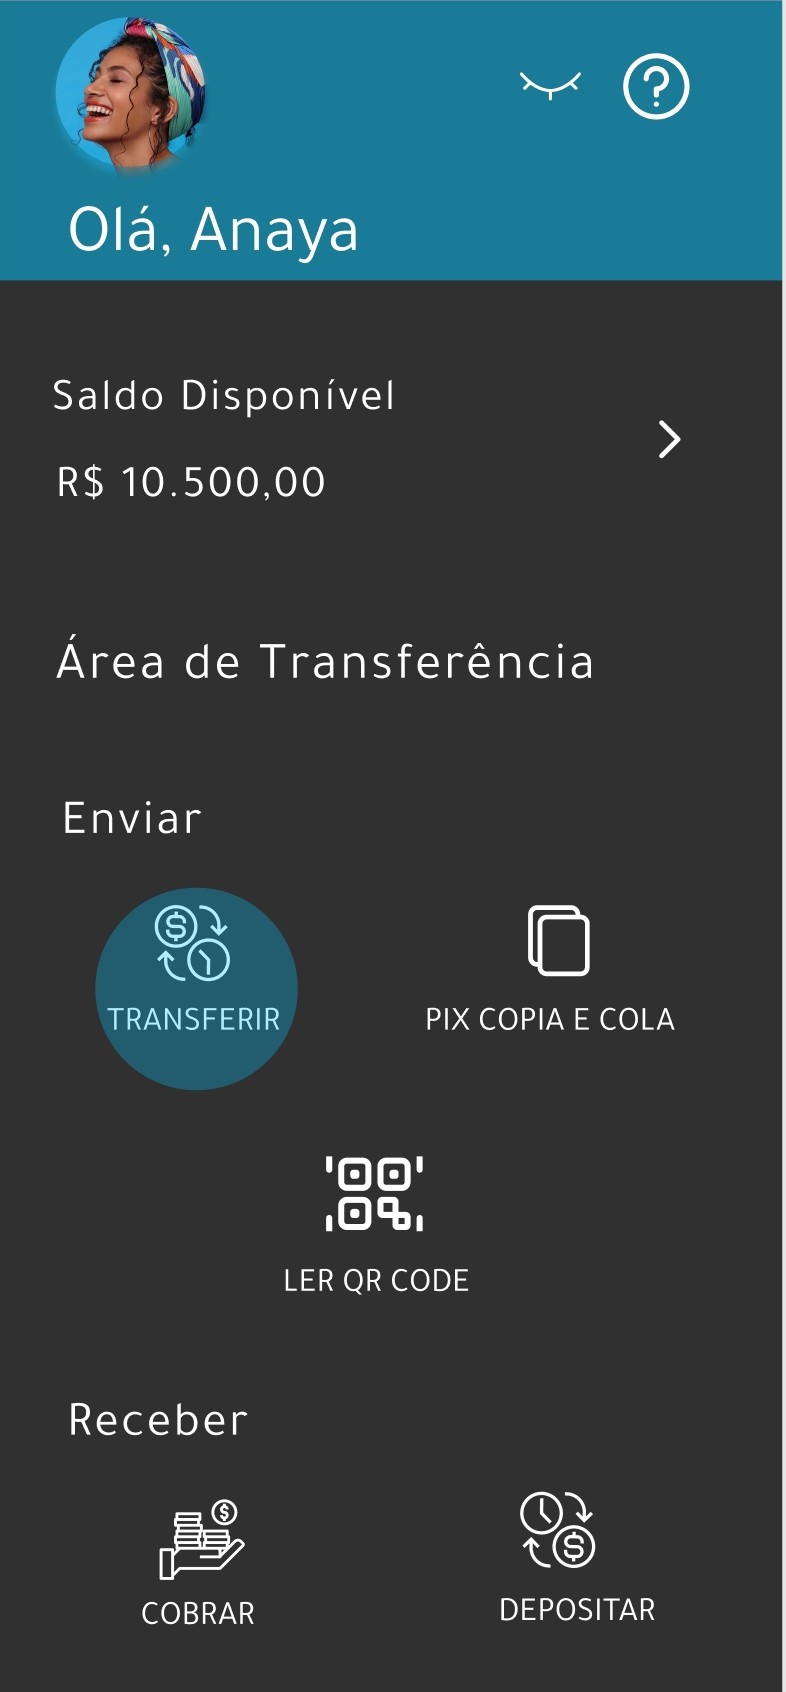 Olá, Anaya
Saldo Disponível
R$ 10.500,00
Área de Transferência
Enviar
TRANSFERIR
PIX COPIA E COLA
LER QR CODE
Receber
COBRAR
DEPOSITAR